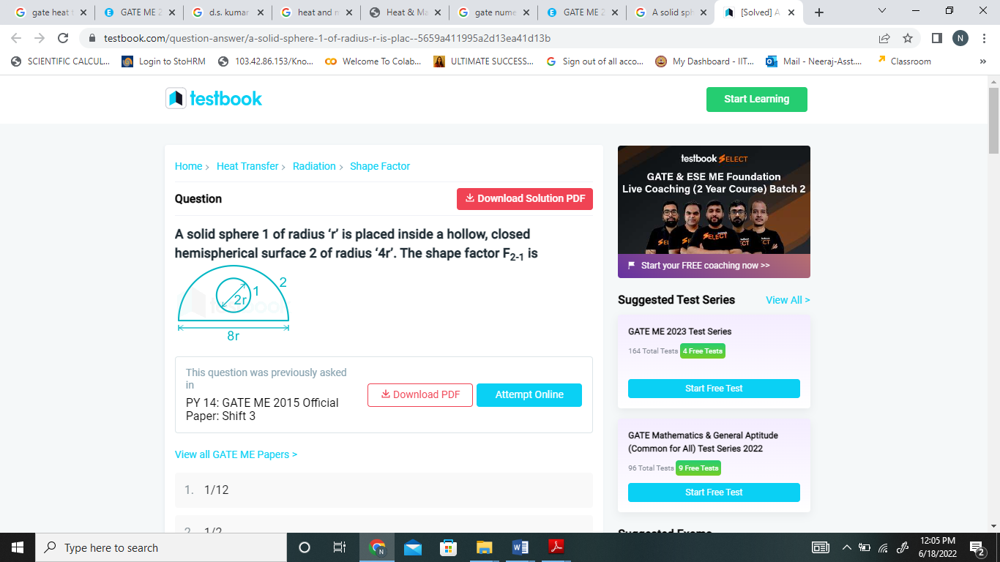 gate heat t
GATE ME 2
d.s. kumar
heat and m
Heat & Ma
gate nume
GATE ME 2
A solid sph
[Solved] A
testbook.com/question-answer/a-solid-sphere-1-of-radius-r-is-plac--5659a411995a2d13ea41d13b
N
SCIENTIFIC CALCUL...
Login to StoHRM
103.42.86.153/Kno...
Welcome To Colab...
ULTIMATE SUCCESS...
Sign out of all acco...
My Dashboard - IIT...
Mail - Neeraj-Asst....
Classroom
»
testbook
Start Learning
Home > Heat Transfer > Radiation > Shape Factor
Question
Download Solution PDF
A solid sphere 1 of radius ‘r’ is placed inside a hollow, closed
hemispherical surface 2 of radius ‘4r’. The shape factor F2-1 is
2
1
2r
8r
This question was previously asked
in
PY 14: GATE ME 2015 Official
Paper: Shift 3
Download PDF
Attempt Online
View all GATE ME Papers >
1. 1/12
2. 1/2
testbook SELECT
GATE & ESE ME Foundation
Live Coaching (2 Year Course) Batch 2
SELECT
Start your FREE coaching now >>
Suggested Test Series
View All >
GATE ME 2023 Test Series
164 Total Tests 4 Free Tests
Start Free Test
GATE Mathematics & General Aptitude
(Common for All) Test Series 2022
96 Total Tests 9 Free Tests
Start Free Test
Suggested Exams
Type here to search
12:05 PM
6/18/2022
2